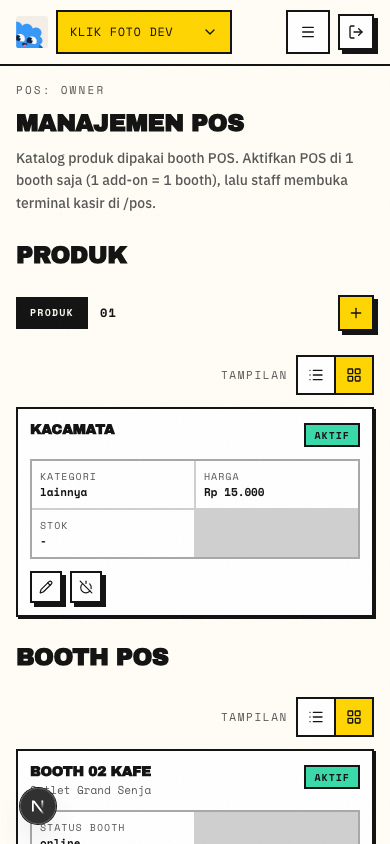 KLIK FOTO DEV
POS: OWNER
MANAJEMEN POS
Katalog produk dipakai booth POS. Aktifkan POS di 1
booth saja (1 add-on = 1 booth), lalu staff membuka
terminal kasir di /pos.
PRODUK
PRODUK 01
TAMPILAN
KACAMATA
AKTIF
KATEGORI
lainnya
HARGA
Rp 15.000
STOK
-
BOOTH POS
TAMPILAN
BOOTH 02 KAFE
AKTIF
tlet Grand Senja
N
STATUS BOOTH
online